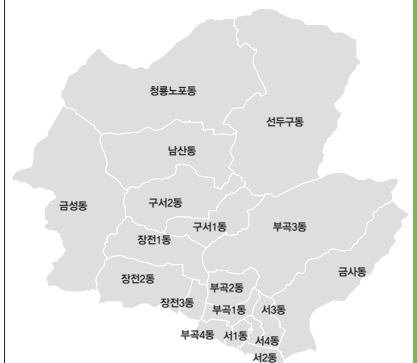 청룡노포동
선두구동
남산동
금성동
구서2동
구서1동
부곡3동
장전1동
금사동
장전2동
부곡2동
장전3동
부곡1동
서3동
부곡4동
서1동
서4동
서2동